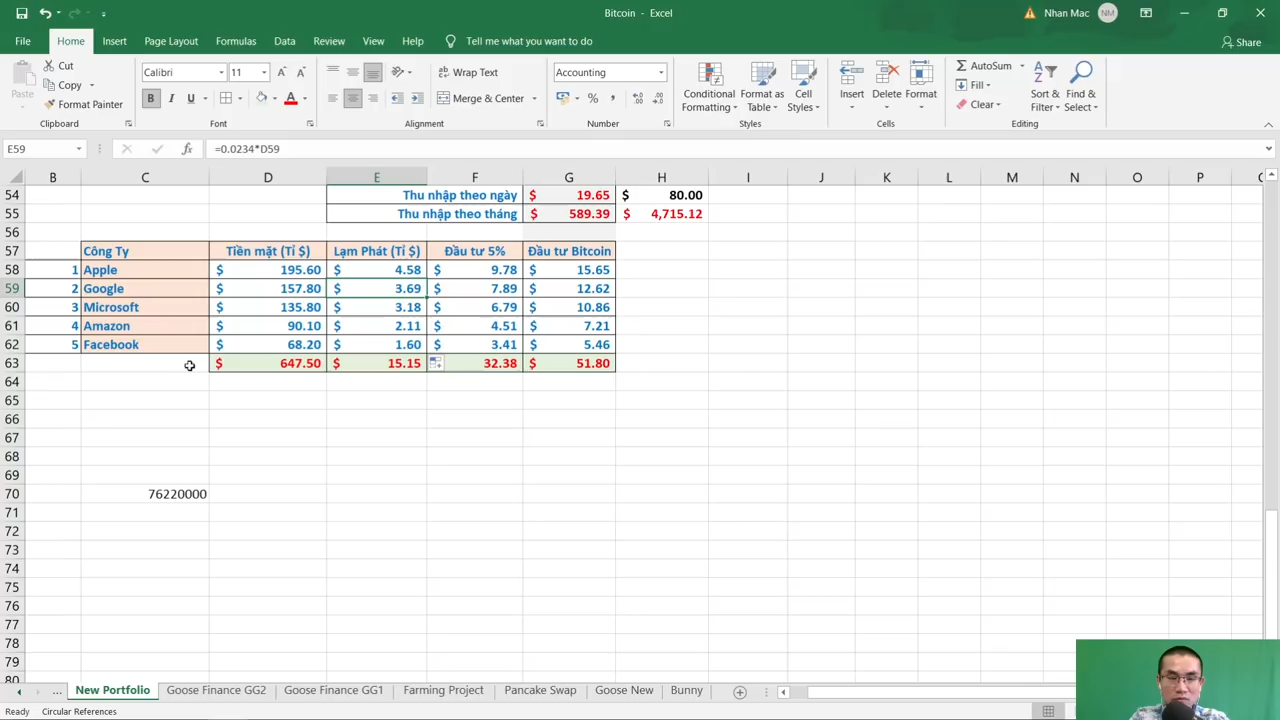 Bitcoin - Excel
Nhan Mac
NM
File Home Insert Page Layout Formulas Data Review View Help Tell me what you want to do
Share
Paste
Cut
Copy
Format Painter
Clipboard
Calibri 11
B I U
Font
Wrap Text
Merge & Center
Alignment
Accounting
$ % ,
Number
Conditional Formatting
Format as Table
Cell Styles
Styles
Insert
Delete
Format
Cells
AutoSum
Fill
Clear
Sort & Filter
Find & Select
Editing
E59 fx =0.0234*D59
B C D E F G H I J K L M N O P
54 Thu nhập theo ngày $ 19.65 $ 80.00
55 Thu nhập theo tháng $ 589.39 $ 4,715.12
56
57 Công Ty Tiền mặt (Tỉ $) Lạm Phát (Tỉ $) Đầu tư 5% Đầu tư Bitcoin
58 1 Apple $ 195.60 $ 4.58 $ 9.78 $ 15.65
59 2 Google $ 157.80 $ 3.69 $ 7.89 $ 12.62
60 3 Microsoft $ 135.80 $ 3.18 $ 6.79 $ 10.86
61 4 Amazon $ 90.10 $ 2.11 $ 4.51 $ 7.21
62 5 Facebook $ 68.20 $ 1.60 $ 3.41 $ 5.46
63 $ 647.50 $ 15.15 32.38 $ 51.80
64
65
66
67
68
69
70 76220000
71
72
73
74
75
76
77
78
79
80
... New Portfolio Goose Finance GG2 Goose Finance GG1 Farming Project Pancake Swap Goose New Bunny
Ready Circular References